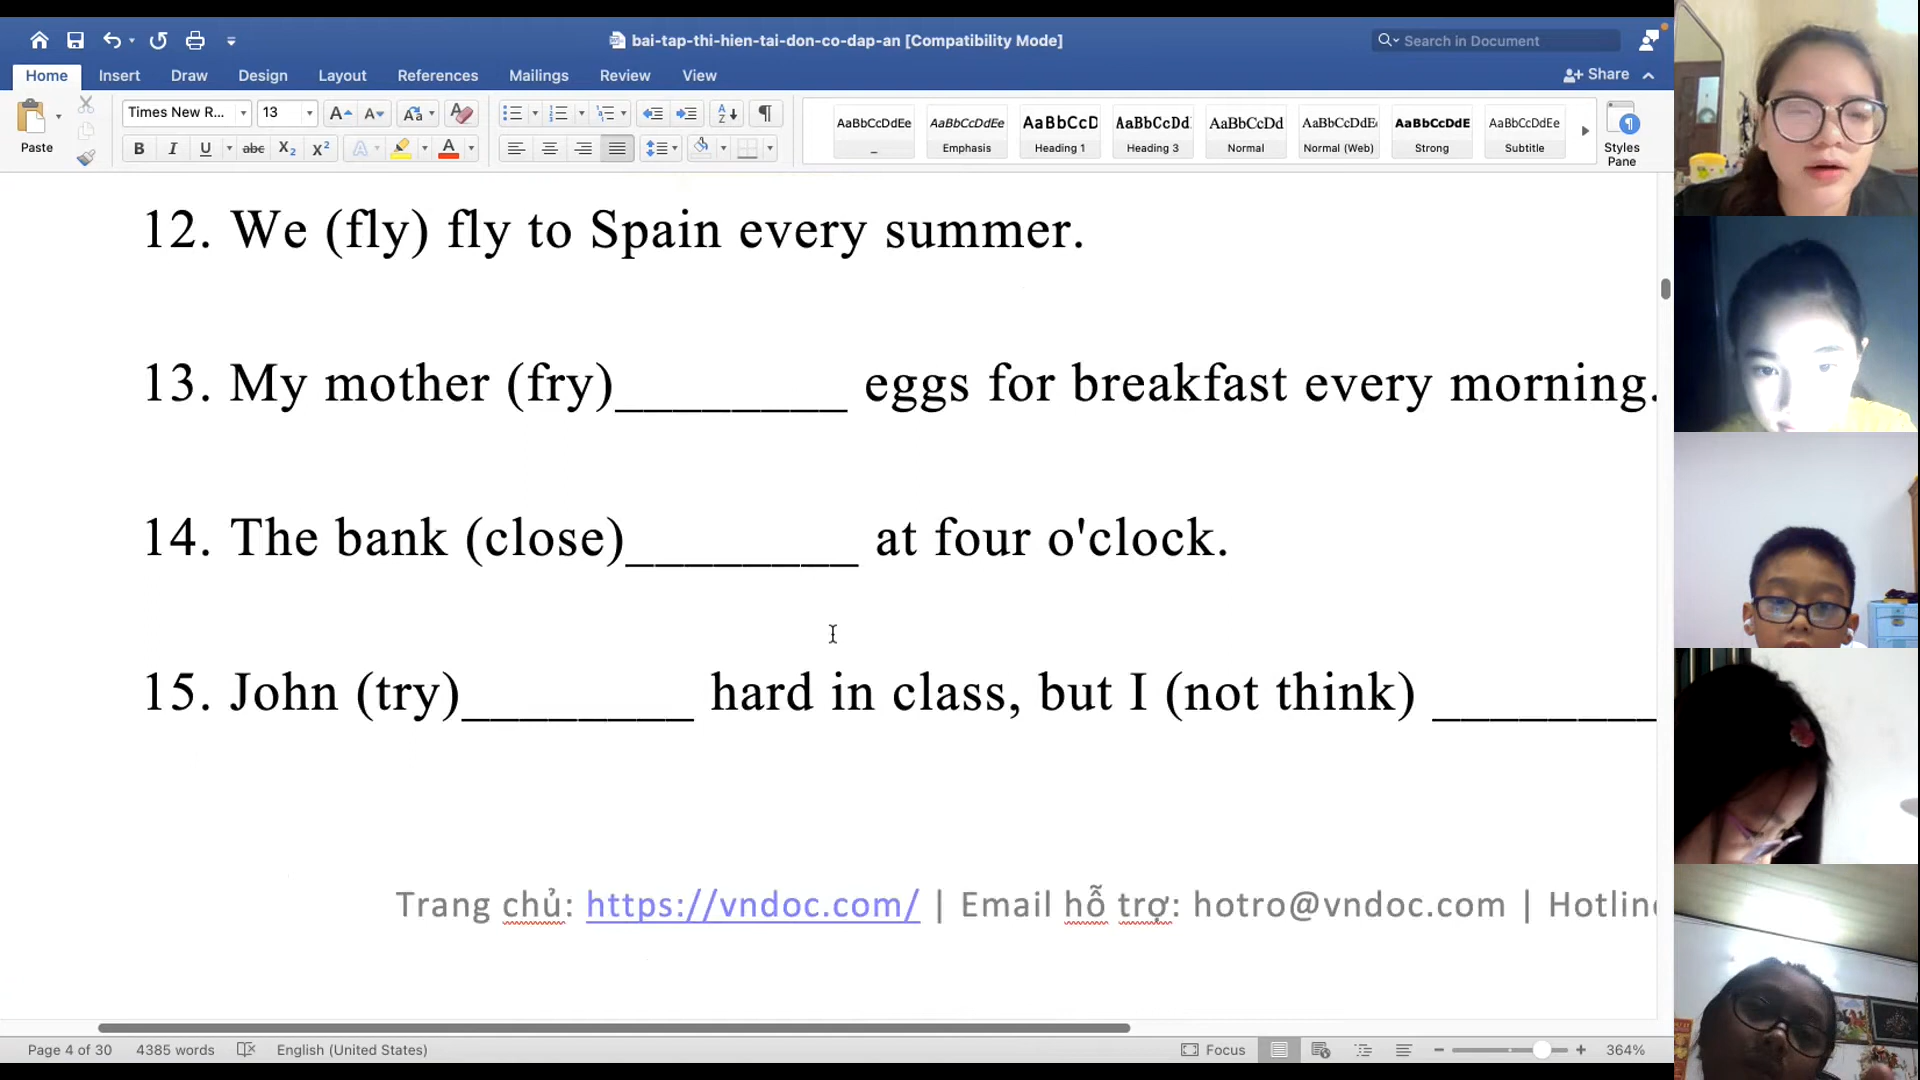 bai-tap-thi-hien-tai-don-co-dap-an [Compatibility Mode]
Search in Document
Home Insert Draw Design Layout References Mailings Review View
Share
Paste
Times New R... 13
AaBbCcDdEe AaBbCcDdEe AaBbCcD AaBbCcDd AaBbCcDd AaBbCcDdE AaBbCcDdE AaBbCcDdEe
Emphasis Heading 1 Heading 3 Normal Normal (Web) Strong Subtitle
Styles Pane
12. We (fly) fly to Spain every summer.
13. My mother (fry)________ eggs for breakfast every morning.
14. The bank (close)________ at four o'clock.
15. John (try)________ hard in class, but I (not think) ________
Trang chủ: https://vndoc.com/ | Email hỗ trợ: hotro@vndoc.com | Hotline
Page 4 of 30 4385 words English (United States) Focus 364%